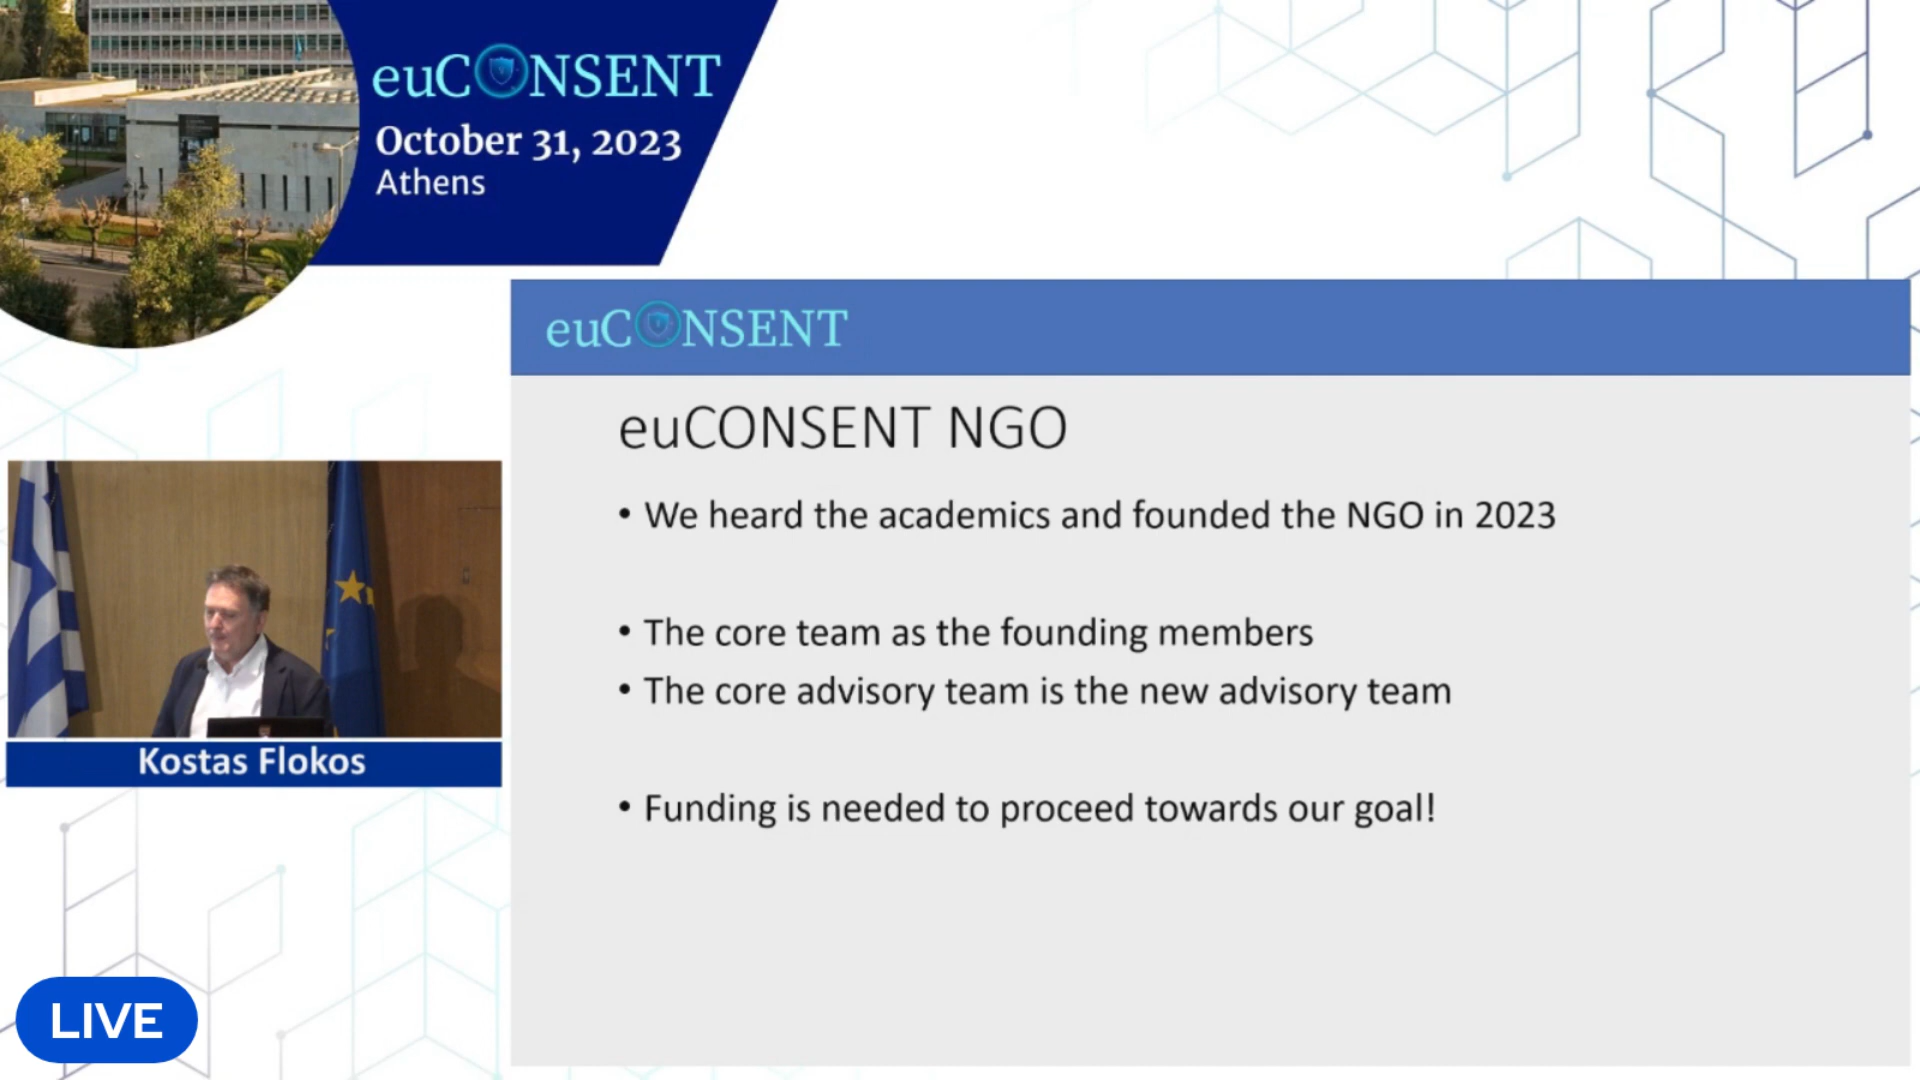 euCONSENT
October 31, 2023
Athens
euCONSENT
euCONSENT NGO
• We heard the academics and founded the NGO in 2023
• The core team as the founding members
• The core advisory team is the new advisory team
• Funding is needed to proceed towards our goal!
Kostas Flokos
LIVE